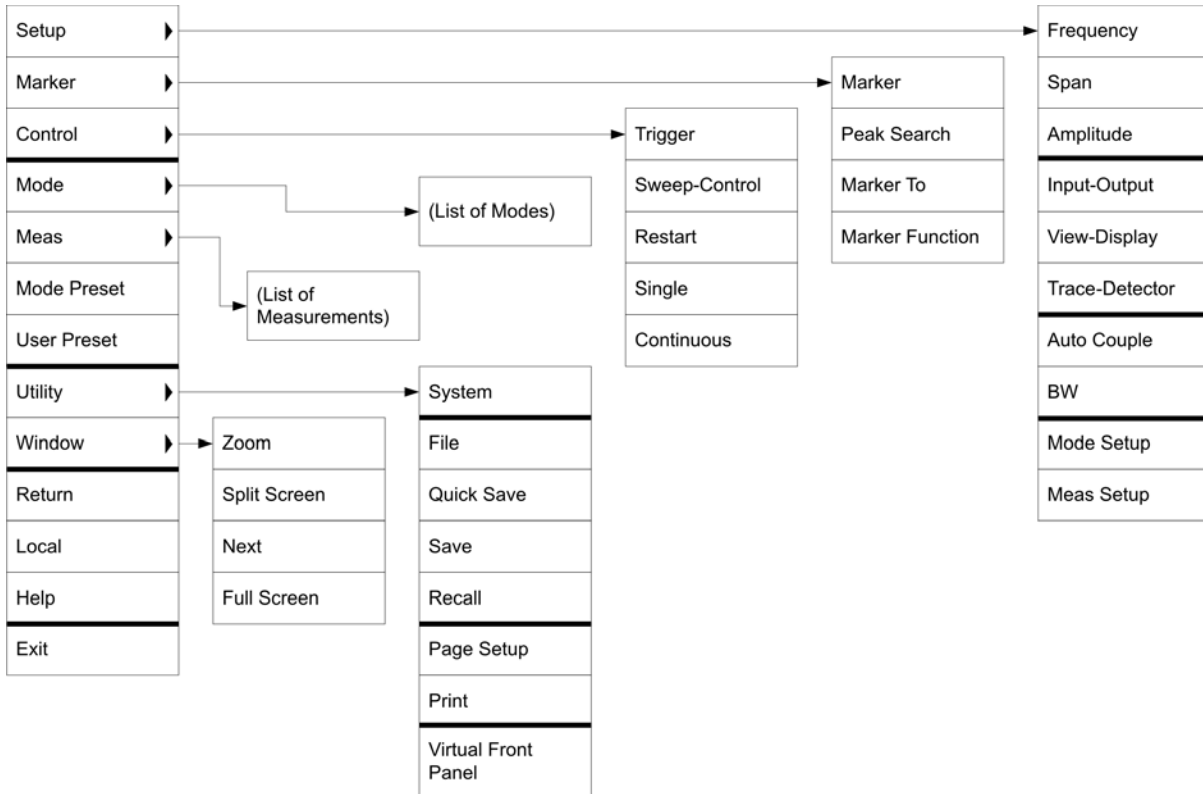 Setup
Marker
Control
Mode
Meas
Mode Preset
User Preset
Utility
Window
Return
Local
Help
Exit
(List of
Measurements)
Zoom
Split Screen
Next
Full Screen
(List of Modes)
System
File
Quick Save
Save
Recall
Page Setup
Print
Virtual Front
Panel
Trigger
Sweep-Control
Restart
Single
Continuous
Marker
Peak Search
Marker To
Marker Function
Frequency
Span
Amplitude
Input-Output
View-Display
Trace-Detector
Auto Couple
BW
Mode Setup
Meas Setup